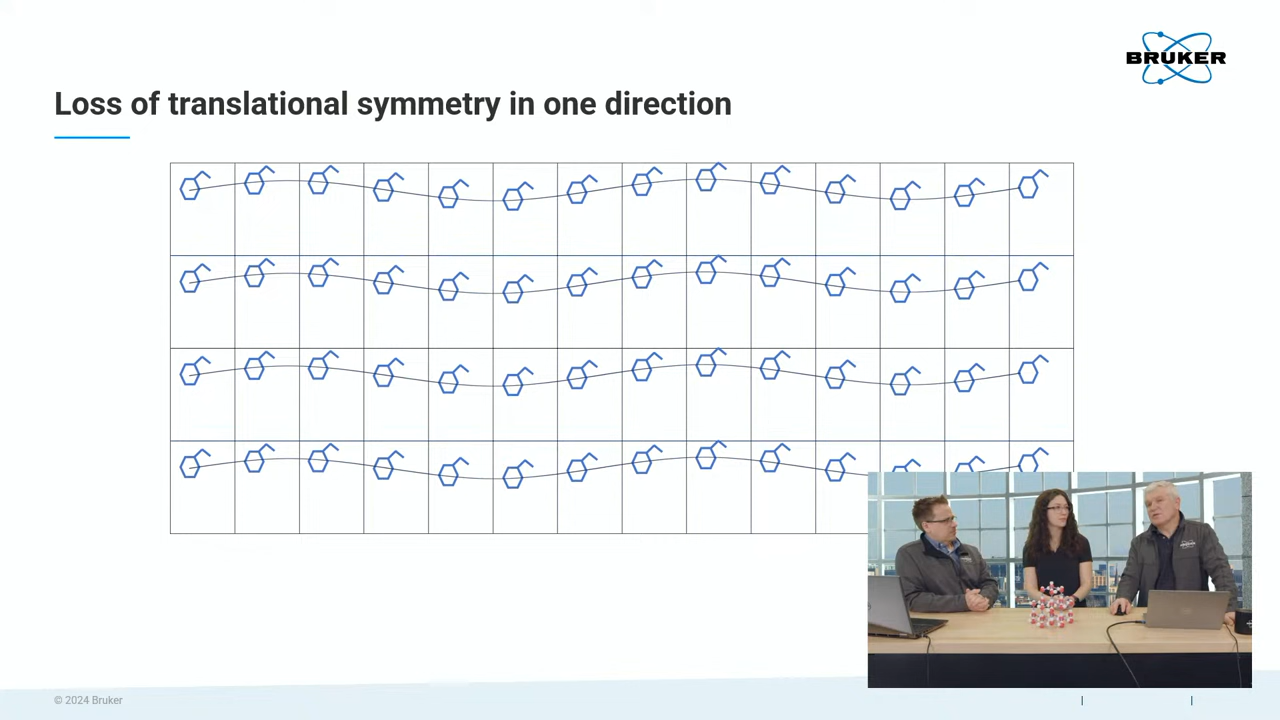 BRUKER
Loss of translational symmetry in one direction
© 2024 Bruker